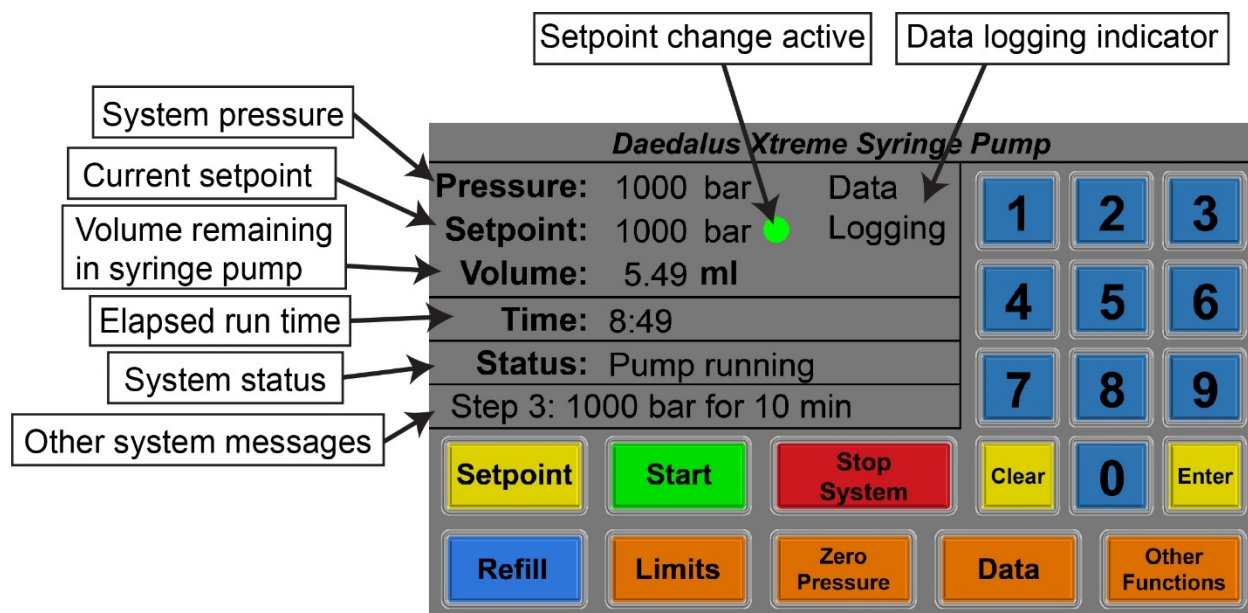 Setpoint change active
Data logging indicator
System pressure
Current setpoint
Volume remaining
in syringe pump
Elapsed run time
System status
Other system messages
Daedalus Xtreme Syringe Pump
Pressure: 1000 bar Data
Setpoint: 1000 bar Logging
Volume: 5.49 ml
Time: 8:49
Status: Pump running
Step 3: 1000 bar for 10 min
1 2 3
4 5 6
7 8 9
Setpoint Start Stop
System
Clear 0 Enter
Refill Limits Zero
Pressure
Data Other
Functions